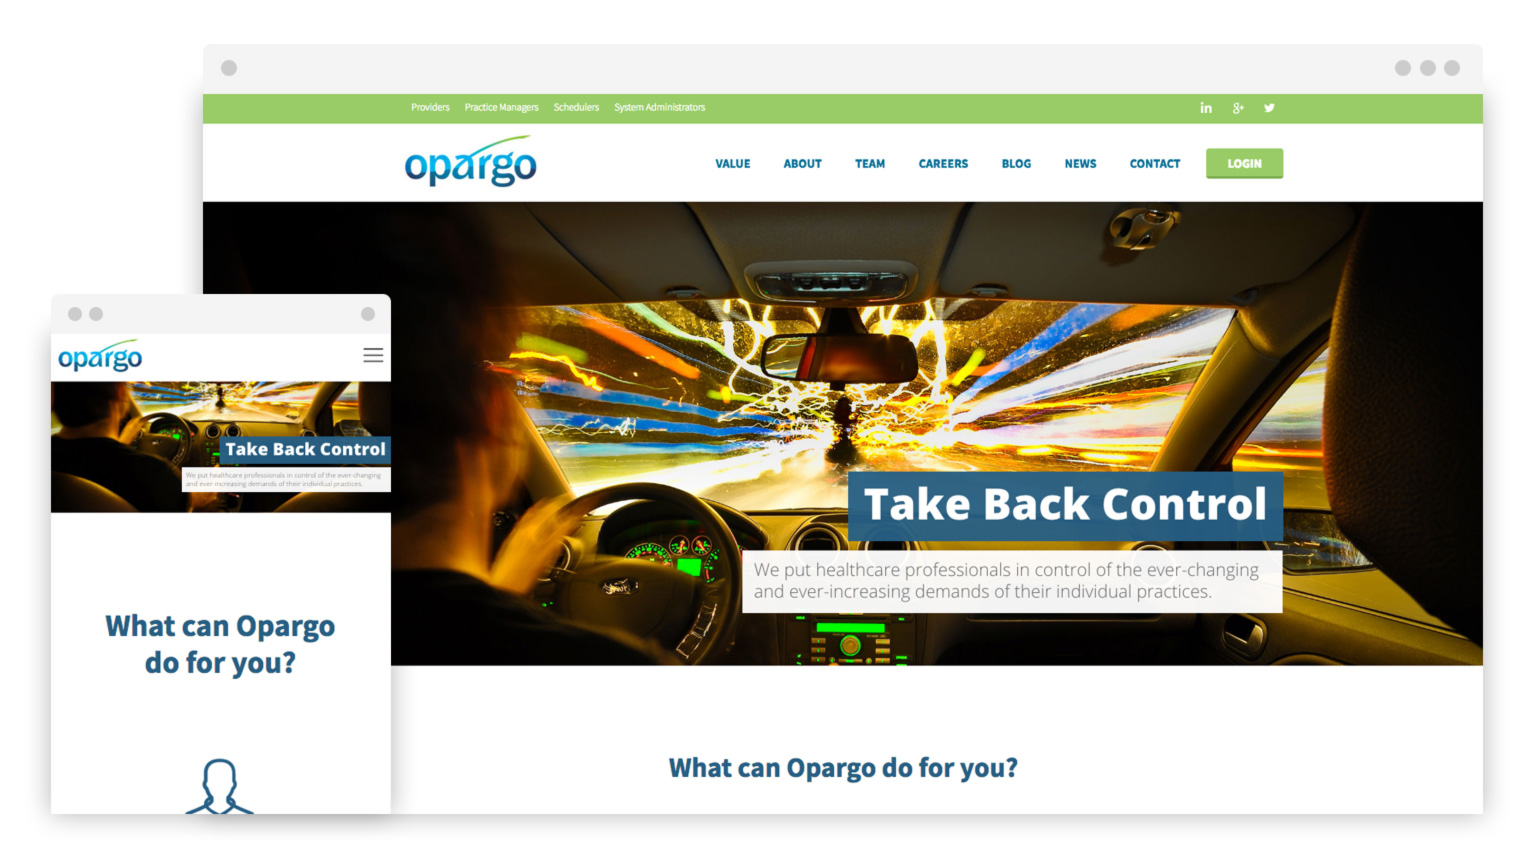 Providers Practice Managers Schedulers System Administrators
in g+
opargo
VALUE ABOUT TEAM CAREERS BLOG NEWS CONTACT LOGIN
Take Back Control
We put healthcare professionals in control of the ever-changing
and ever-increasing demands of their individual practices.
What can Opargo do for you?
opargo
Take Back Control
We put healthcare professionals in control of the ever-changing
and ever-increasing demands of their individual practices.
What can Opargo
do for you?